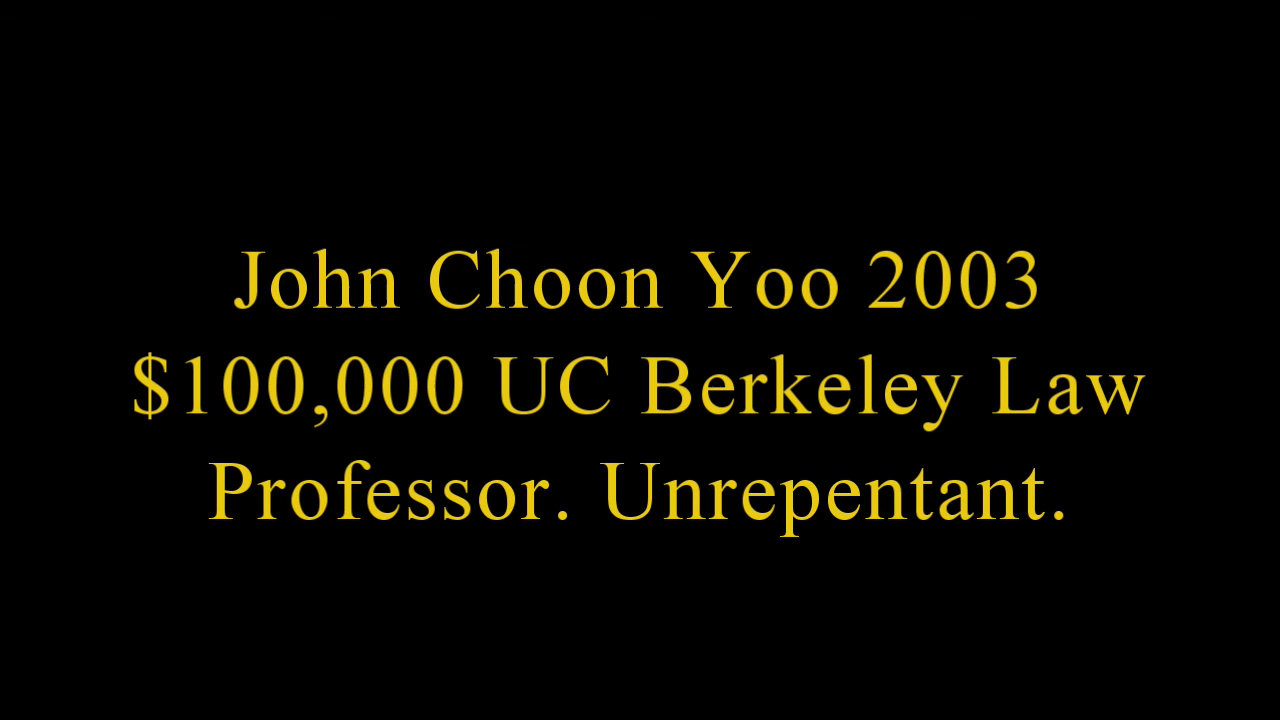 John Choon Yoo 2003
$100,000 UC Berkeley Law
Professor. Unrepentant.